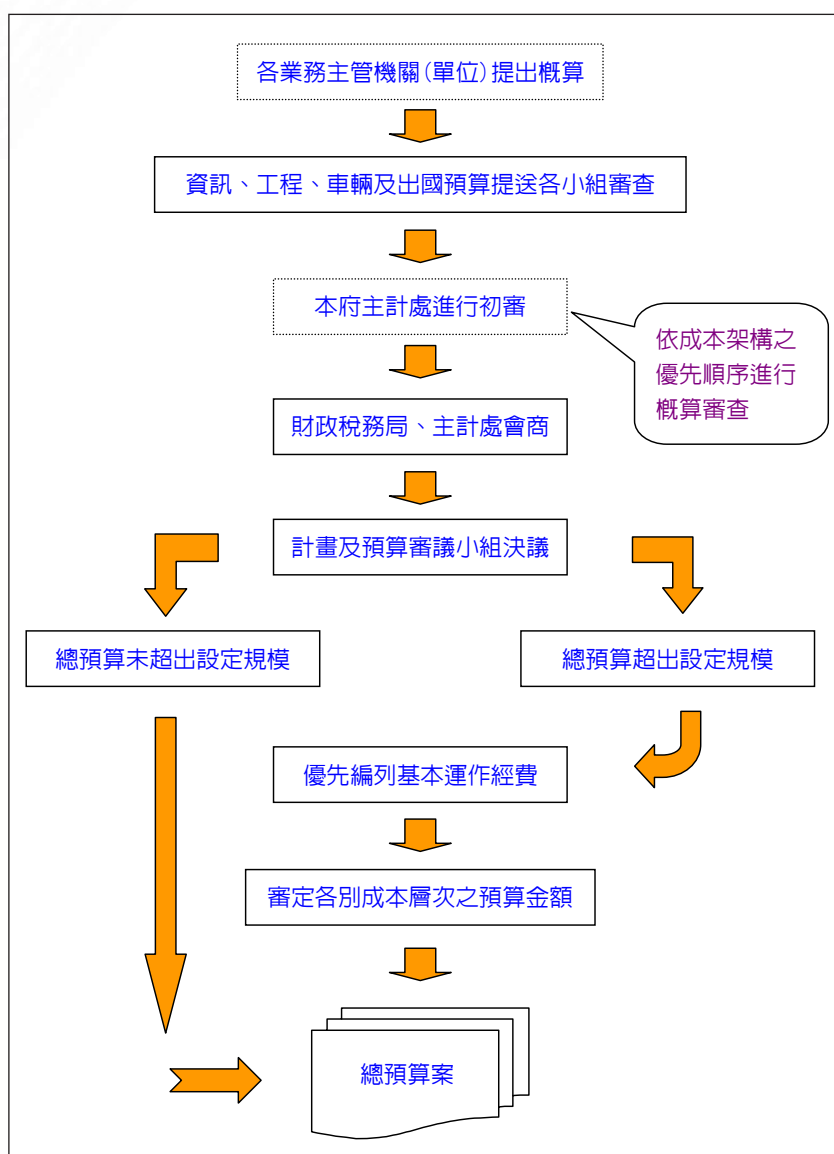 各業務主管機關(單位)提出概算
資訊、工程、車輛及出國預算提送各小組審查
本府主計處進行初審
依成本架構之
優先順序進行
概算審查
財政稅務局、主計處會商
計畫及預算審議小組決議
總預算未超出設定規模
總預算超出設定規模
優先編列基本運作經費
審定各別成本層次之預算金額
總預算案